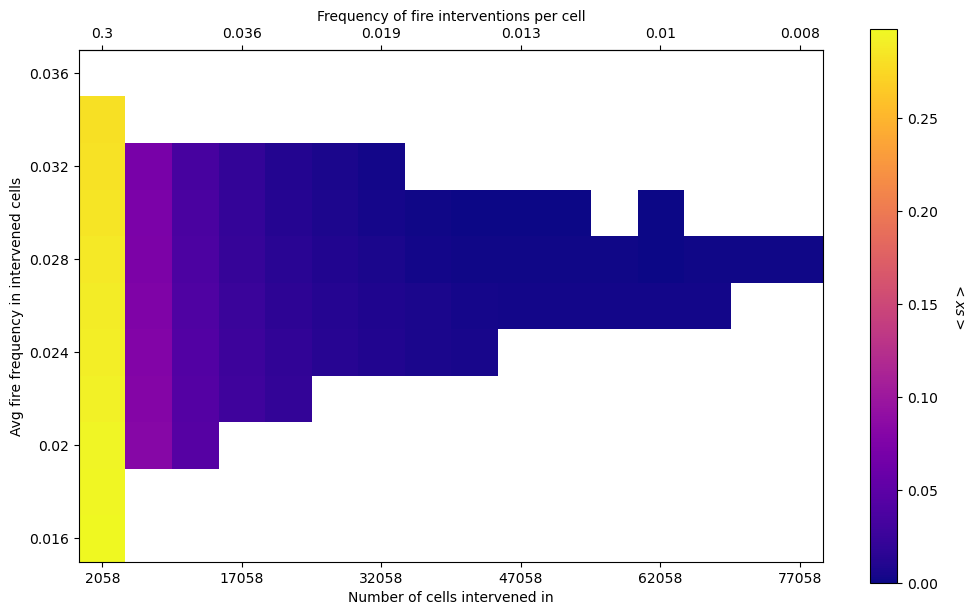 Frequency of fire interventions per cell
0.3 0.036 0.019 0.013 0.01 0.008
Avg fire frequency in intervened cells
0.036
0.032
0.028
0.024
0.02
0.016
2058 17058 32058 47058 62058 77058
Number of cells intervened in
0.25
0.20
0.15
0.10
0.05
0.00
< sx >